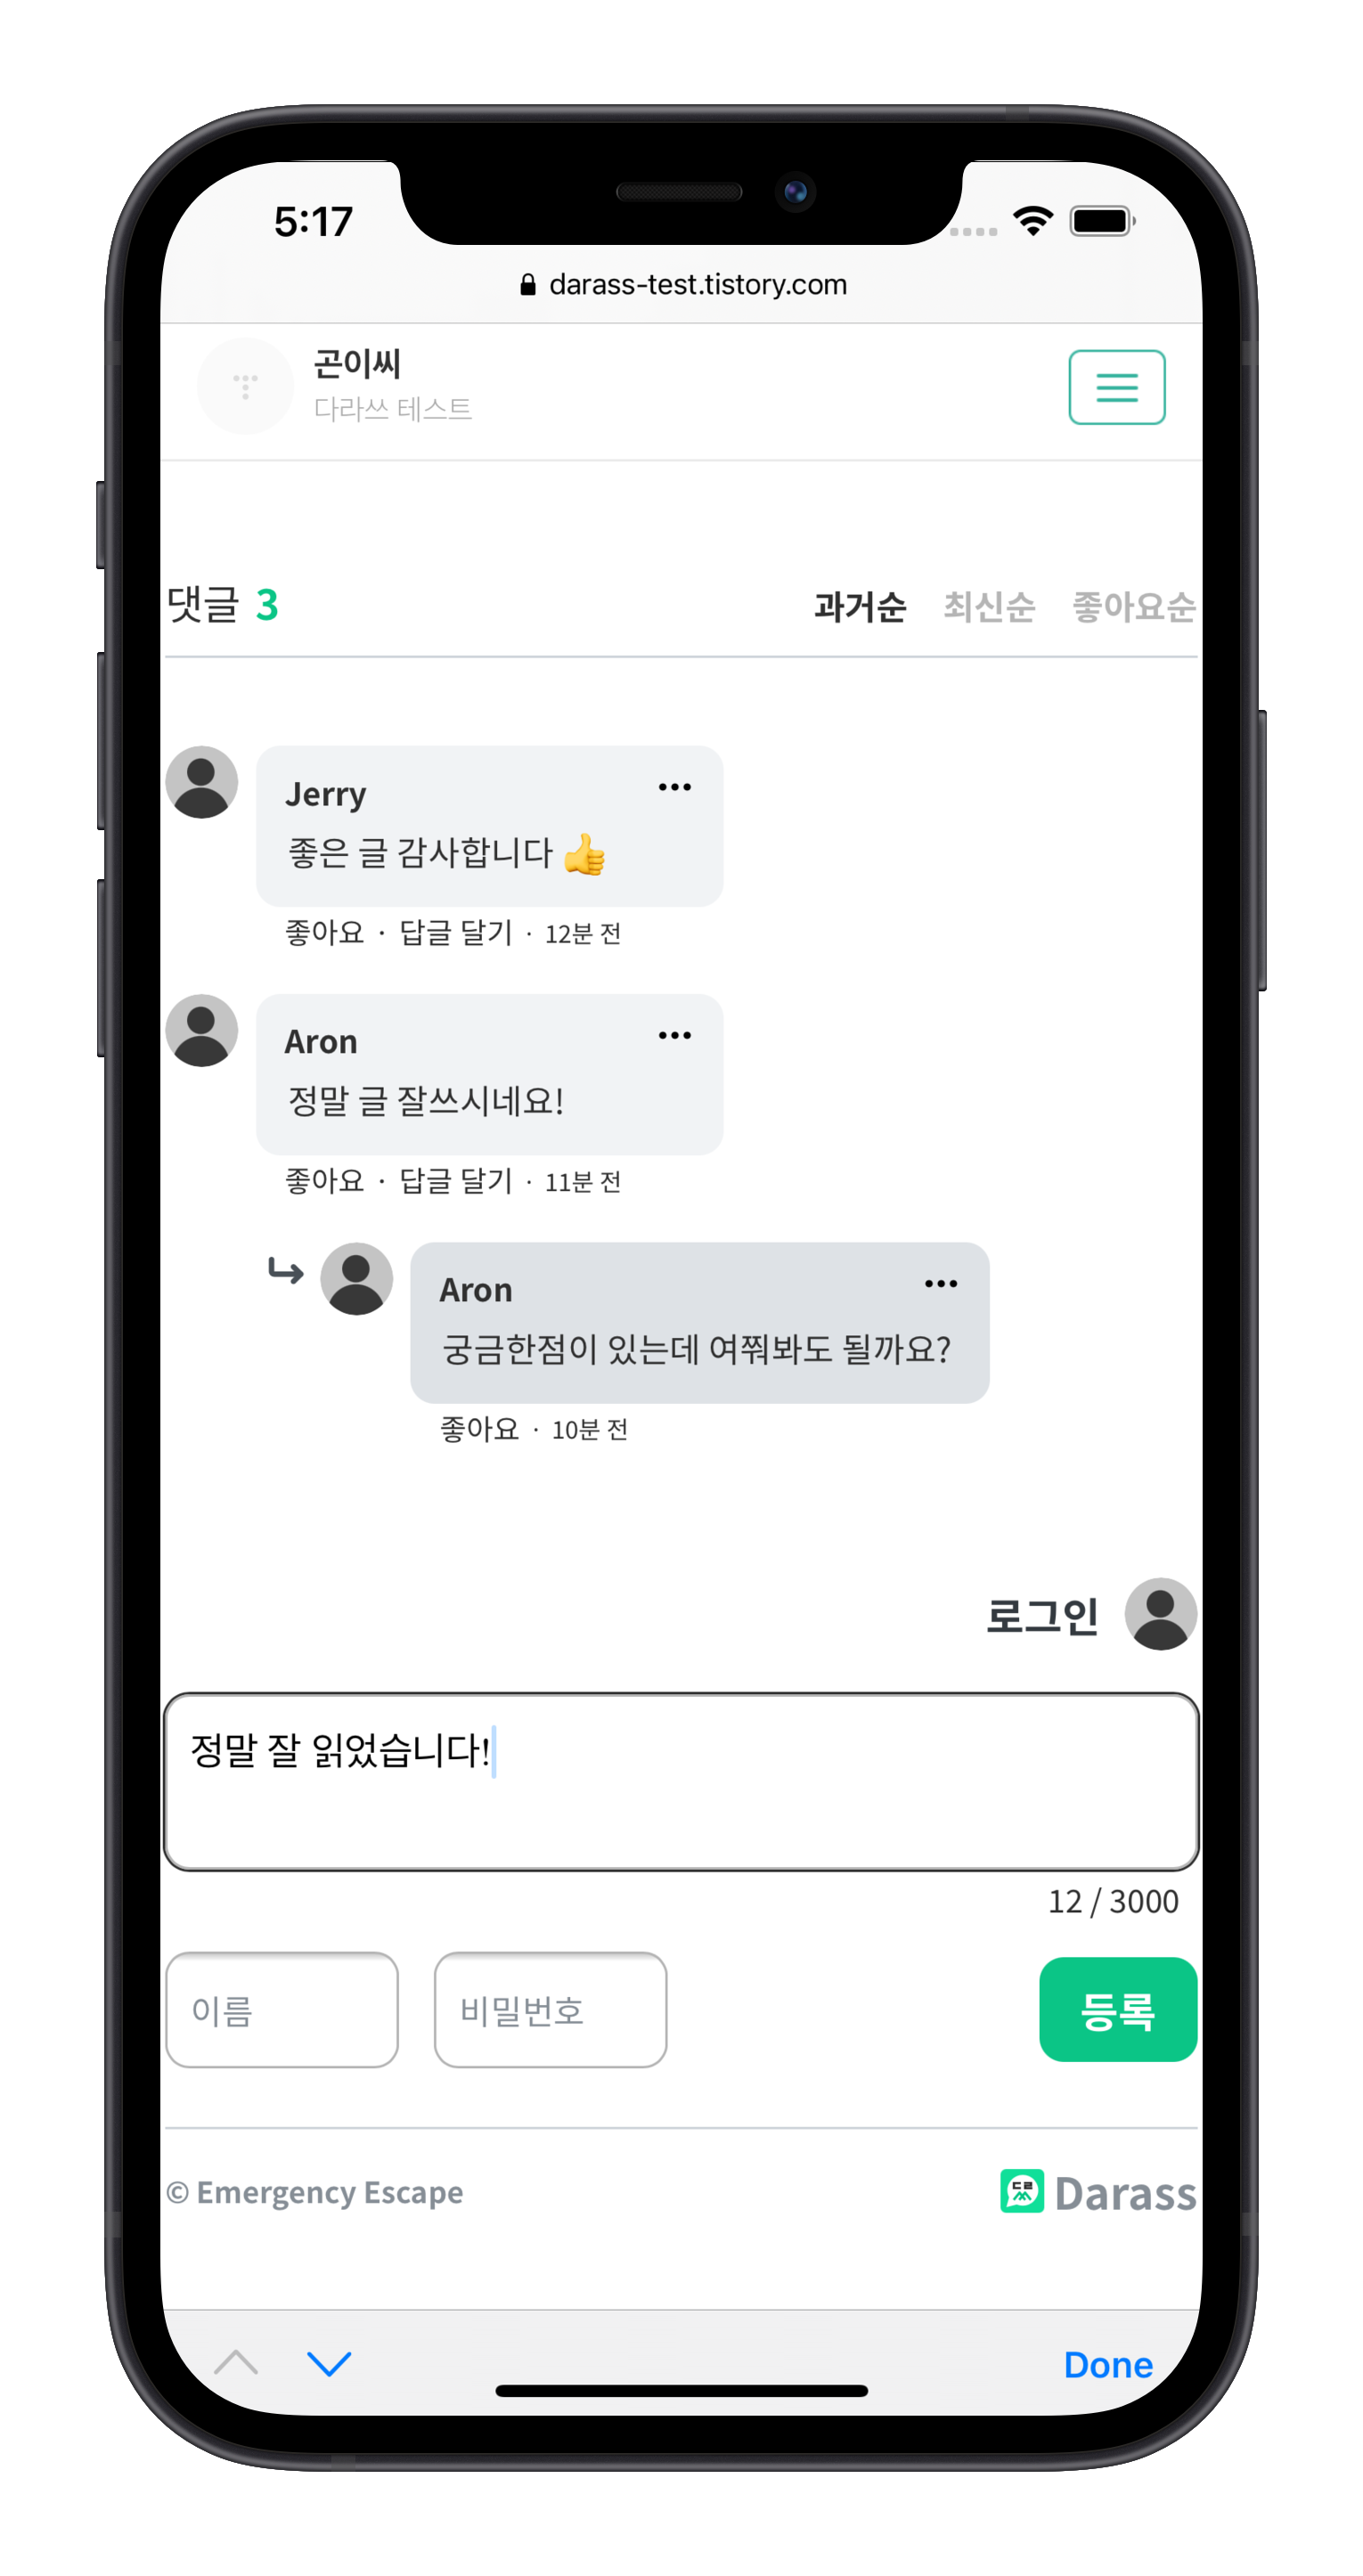 5:17
darass-test.tistory.com
곤이씨
다라쓰 테스트
댓글 3
과거순 최신순 좋아요순
Jerry
좋은 글 감사합니다 👍
좋아요 · 답글 달기 · 12분 전
Aron
정말 글 잘쓰시네요!
좋아요 · 답글 달기 · 11분 전
Aron
궁금한점이 있는데 여쭤봐도 될까요?
좋아요 · 10분 전
로그인
정말 잘 읽었습니다!
12 / 3000
이름 비밀번호 등록
© Emergency Escape
Darass
Done